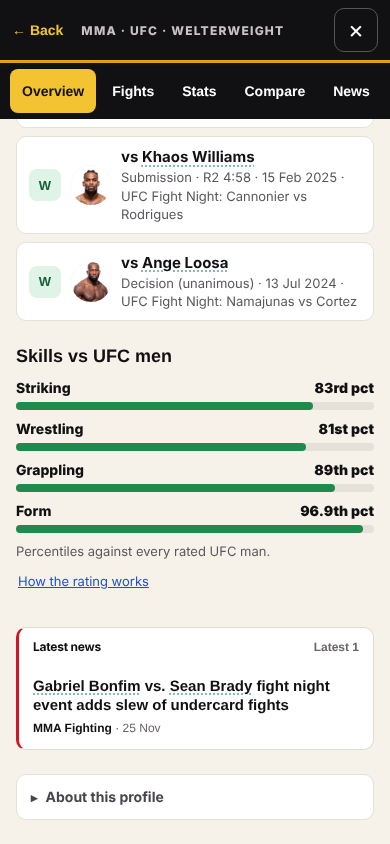 ← Back MMA · UFC · WELTERWEIGHT ×
Overview Fights Stats Compare News
W
vs Khaos Williams
Submission · R2 4:58 · 15 Feb 2025 ·
UFC Fight Night: Cannonier vs
Rodrigues
W
vs Ange Loosa
Decision (unanimous) · 13 Jul 2024 ·
UFC Fight Night: Namajunas vs Cortez
Skills vs UFC men
Striking 83rd pct
Wrestling 81st pct
Grappling 89th pct
Form 96.9th pct
Percentiles against every rated UFC man.
How the rating works
Latest news Latest 1
Gabriel Bonfim vs. Sean Brady fight night
event adds slew of undercard fights
MMA Fighting · 25 Nov
▸ About this profile